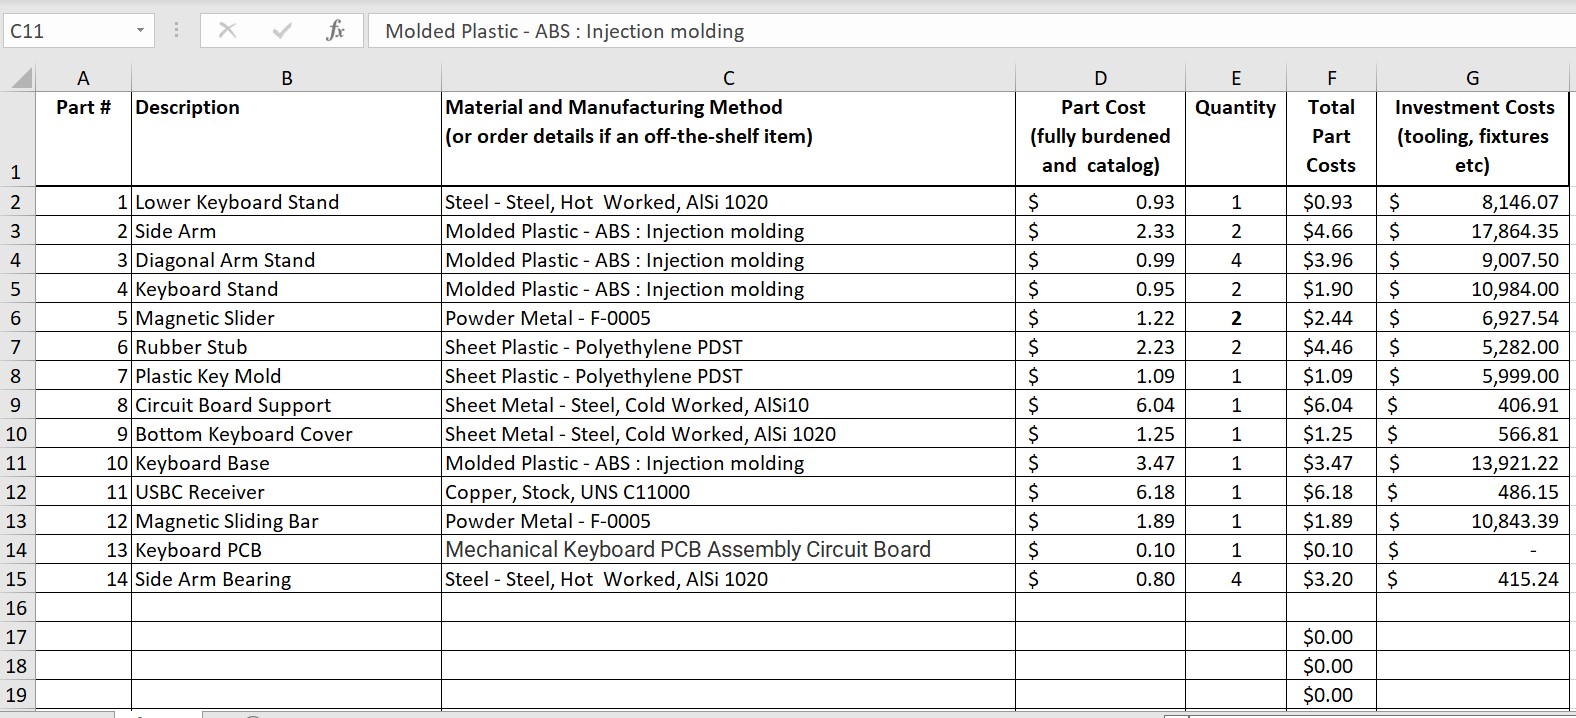 C11 fx Molded Plastic - ABS : Injection molding
A B C D E F G
1 Part # Description Material and Manufacturing Method (or order details if an off-the-shelf item) Part Cost (fully burdened and catalog) Quantity Total Part Costs Investment Costs (tooling, fixtures etc)
2 1 Lower Keyboard Stand Steel - Steel, Hot Worked, AlSi 1020 $ 0.93 1 $0.93 $ 8,146.07
3 2 Side Arm Molded Plastic - ABS : Injection molding $ 2.33 2 $4.66 $ 17,864.35
4 3 Diagonal Arm Stand Molded Plastic - ABS : Injection molding $ 0.99 4 $3.96 $ 9,007.50
5 4 Keyboard Stand Molded Plastic - ABS : Injection molding $ 0.95 2 $1.90 $ 10,984.00
6 5 Magnetic Slider Powder Metal - F-0005 $ 1.22 2 $2.44 $ 6,927.54
7 6 Rubber Stub Sheet Plastic - Polyethylene PDST $ 2.23 2 $4.46 $ 5,282.00
8 7 Plastic Key Mold Sheet Plastic - Polyethylene PDST $ 1.09 1 $1.09 $ 5,999.00
9 8 Circuit Board Support Sheet Metal - Steel, Cold Worked, AlSi10 $ 6.04 1 $6.04 $ 406.91
10 9 Bottom Keyboard Cover Sheet Metal - Steel, Cold Worked, AlSi 1020 $ 1.25 1 $1.25 $ 566.81
11 10 Keyboard Base Molded Plastic - ABS : Injection molding $ 3.47 1 $3.47 $ 13,921.22
12 11 USBC Receiver Copper, Stock, UNS C11000 $ 6.18 1 $6.18 $ 486.15
13 12 Magnetic Sliding Bar Powder Metal - F-0005 $ 1.89 1 $1.89 $ 10,843.39
14 13 Keyboard PCB Mechanical Keyboard PCB Assembly Circuit Board $ 0.10 1 $0.10 $ -
15 14 Side Arm Bearing Steel - Steel, Hot Worked, AlSi 1020 $ 0.80 4 $3.20 $ 415.24
16
17 $0.00
18 $0.00
19 $0.00